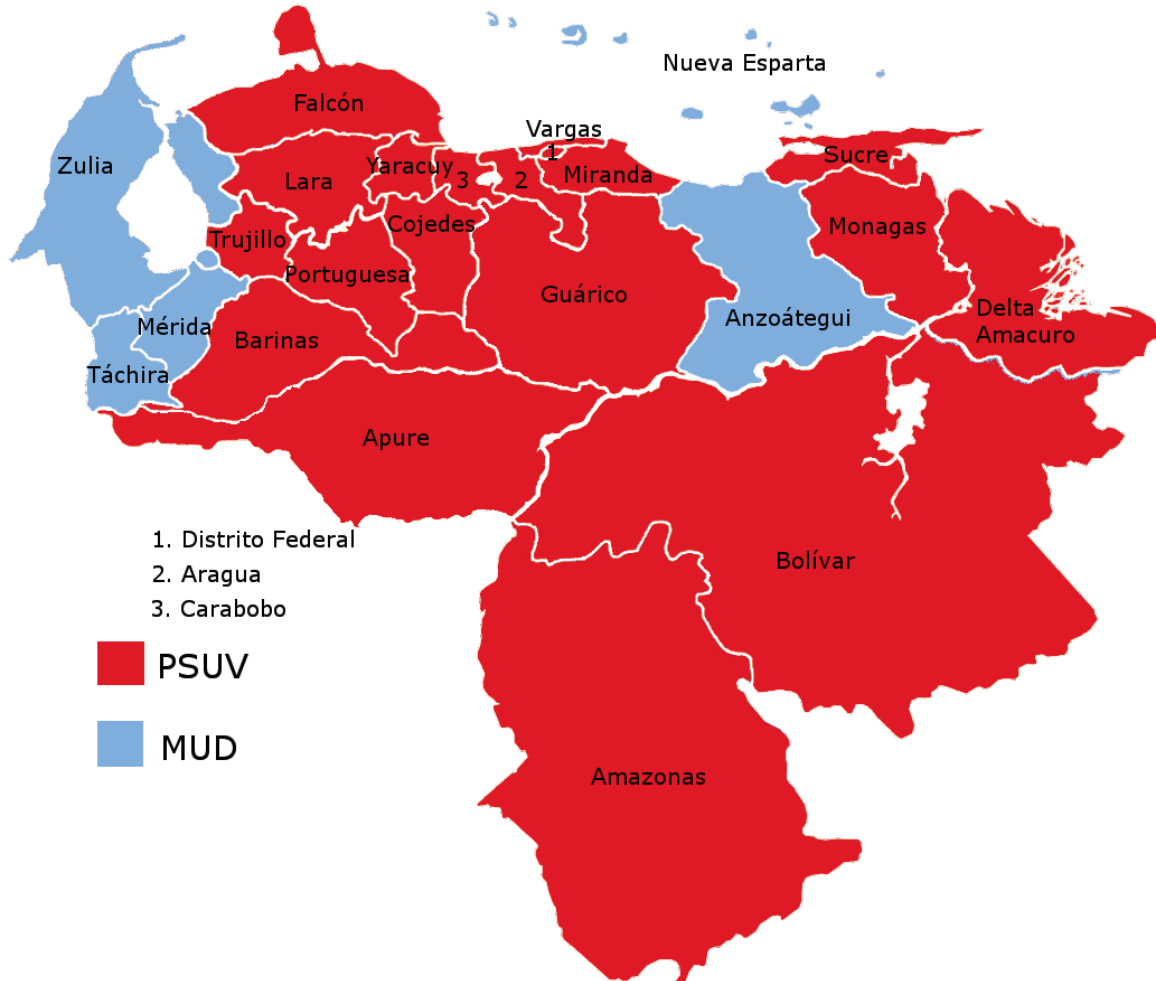 Nueva Esparta
Falcón
Vargas
1
Zulia
Lara
Yaracuy
3
2
Miranda
Sucre
Trujillo
Cojedes
Monagas
Portuguesa
Guárico
Mérida
Barinas
Anzoátegui
Delta
Amacuro
Táchira
Apure
1. Distrito Federal
2. Aragua
3. Carabobo
Bolívar
PSUV
MUD
Amazonas